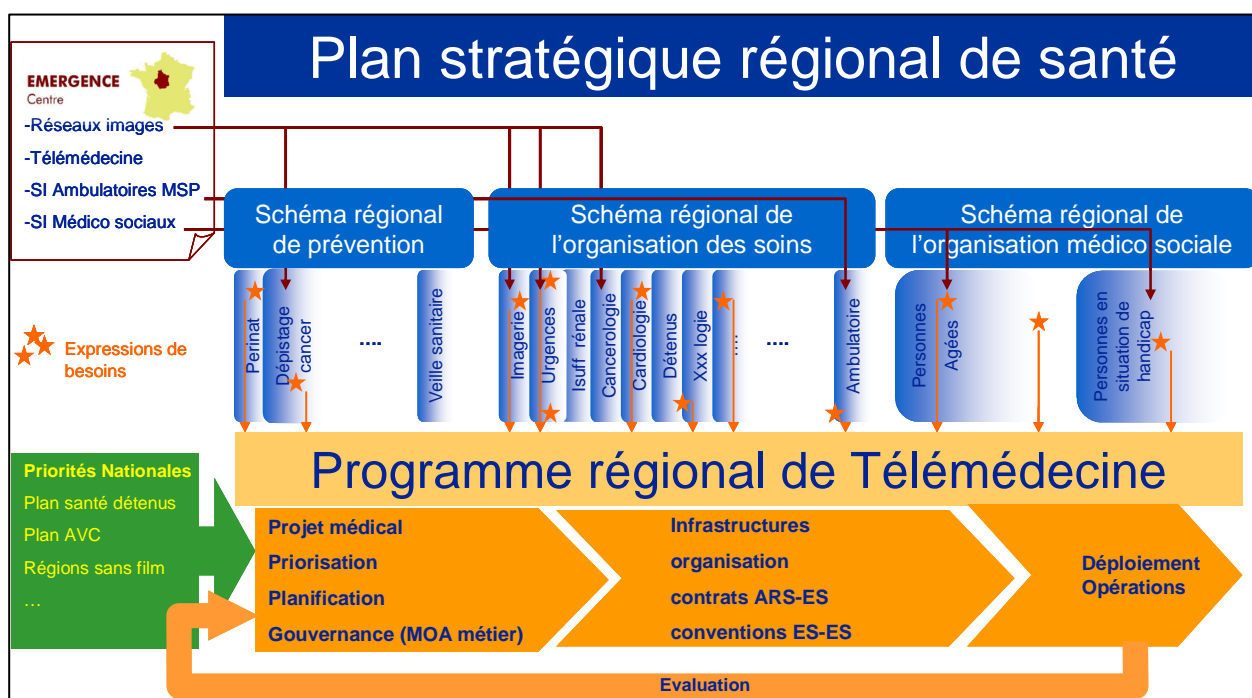 Plan stratégique régional de santé
EMERGENCE
Centre
-Réseaux images
-Télémédecine
-SI Ambulatoires MSP
-SI Médico sociaux
Schéma régional
de prévention
Schéma régional de
l'organisation des soins
Schéma régional de
l'organisation médico sociale
Expressions de
besoins
Perinnat
Dépistage
cancer
....
Veille sanitaire
Imagerie
Urgences
Isuff rénale
Cancerologie
Cardiologie
Détenus
Xxx logie
....
....
Ambulatoire
Personnes
Agées
Personnes en
situation de
handicap
Programme régional de Télémédecine
Priorités Nationales
Plan santé détenus
Plan AVC
Régions sans film
…
Projet médical
Priorisation
Planification
Gouvernance (MOA métier)
Infrastructures
organisation
contrats ARS-ES
conventions ES-ES
Déploiement
Opérations
Evaluation